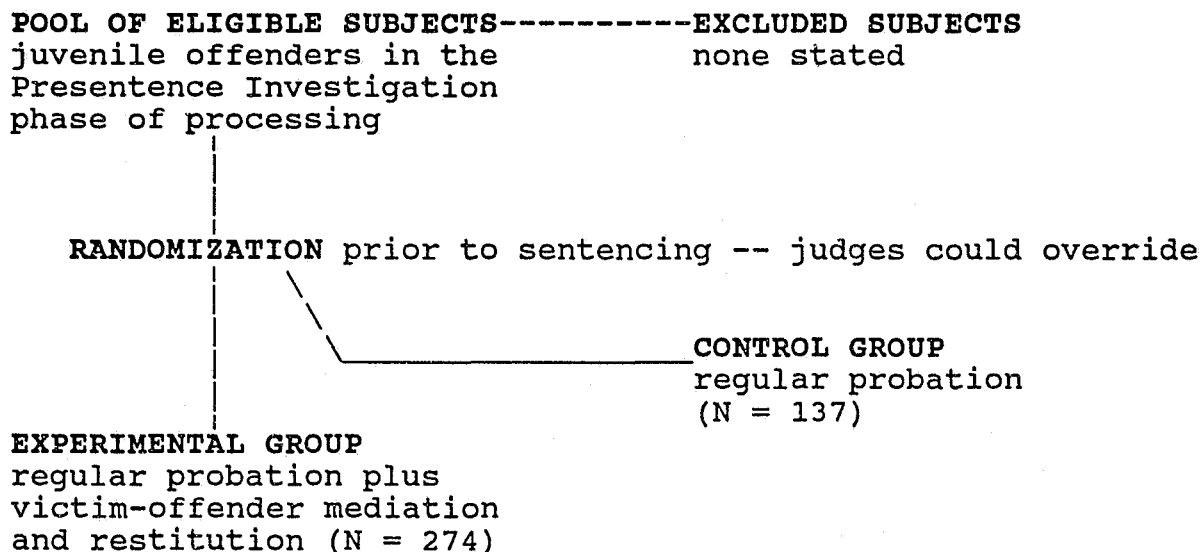 POOL OF ELIGIBLE SUBJECTS----------EXCLUDED SUBJECTS
juvenile offenders in the none stated
Presentence Investigation
phase of processing
RANDOMIZATION prior to sentencing -- judges could override
CONTROL GROUP
regular probation
(N = 137)
EXPERIMENTAL GROUP
regular probation plus
victim-offender mediation
and restitution (N = 274)